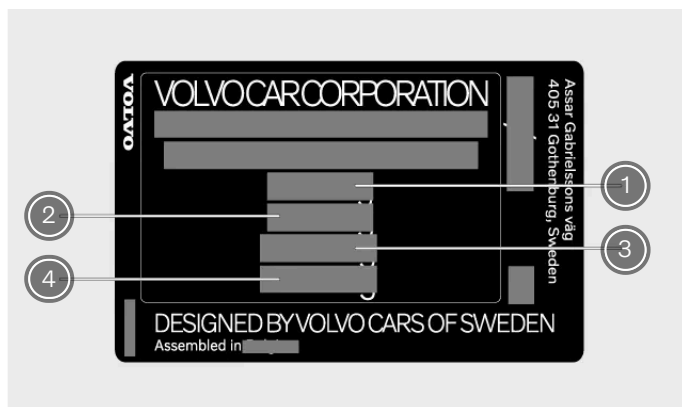 VOLVO
VOLVO CAR CORPORATION
Assar Gabrielssons väg
405 31 Gothenburg, Sweden
1
2
3
4
DESIGNED BY VOLVO CARS OF SWEDEN
Assembled in